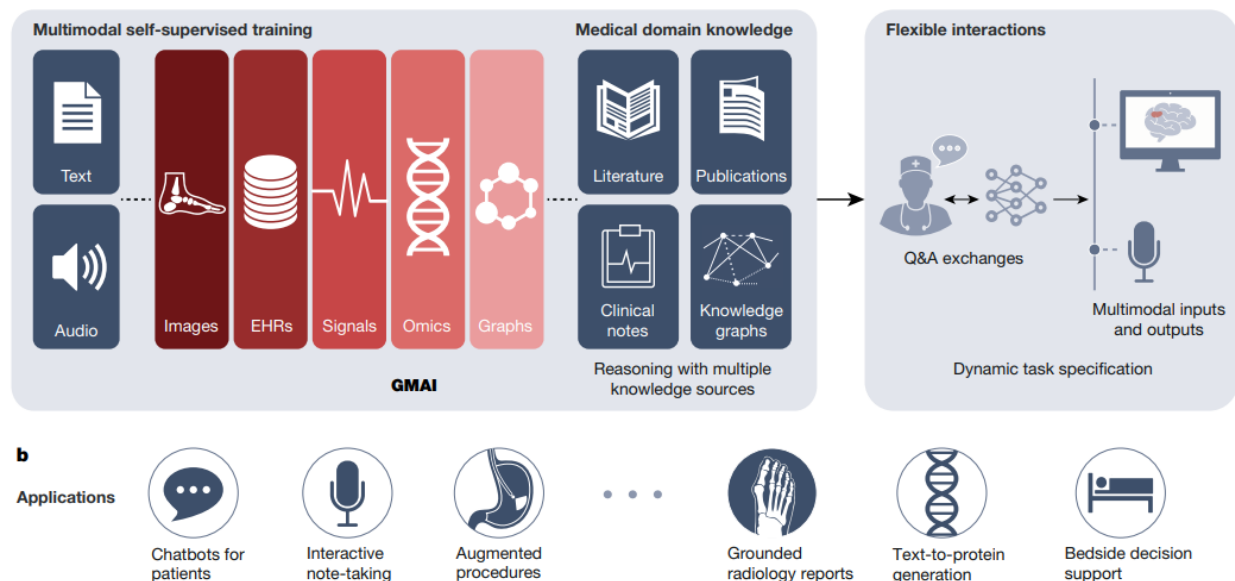 Multimodal self-supervised training
Medical domain knowledge
Flexible interactions
Text
Audio
Images
EHRs
Signals
Omics
Graphs
Literature
Publications
Clinical
notes
Knowledge
graphs
GMAI
Reasoning with multiple
knowledge sources
Q&A exchanges
Multimodal inputs
and outputs
Dynamic task specification
b
Applications
Chatbots for
patients
Interactive
note-taking
Augmented
procedures
Grounded
radiology reports
Text-to-protein
generation
Bedside decision
support